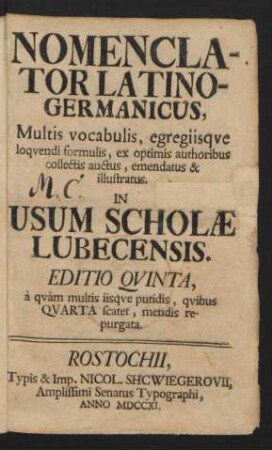 NOMENCLA-
TOR LATINO-
GERMANICUS,
Multis vocabulis, egregiisqve
loqvendi formulis, ex optimis authoribus
collectis auctus, emendatus &
illustratus.
M. C.
IN
USUM SCHOLÆ
LUBECENSIS.
EDITIO QVINTA,
à qvàm multis iisqve putidis, qvibus
QVARTA scatet, mendis re-
purgata.
ROSTOCHII,
Typis & Imp. NICOL. SHCWIEGEROVII,
Amplissimi Senatus Typographi,
ANNO MDCCXI.